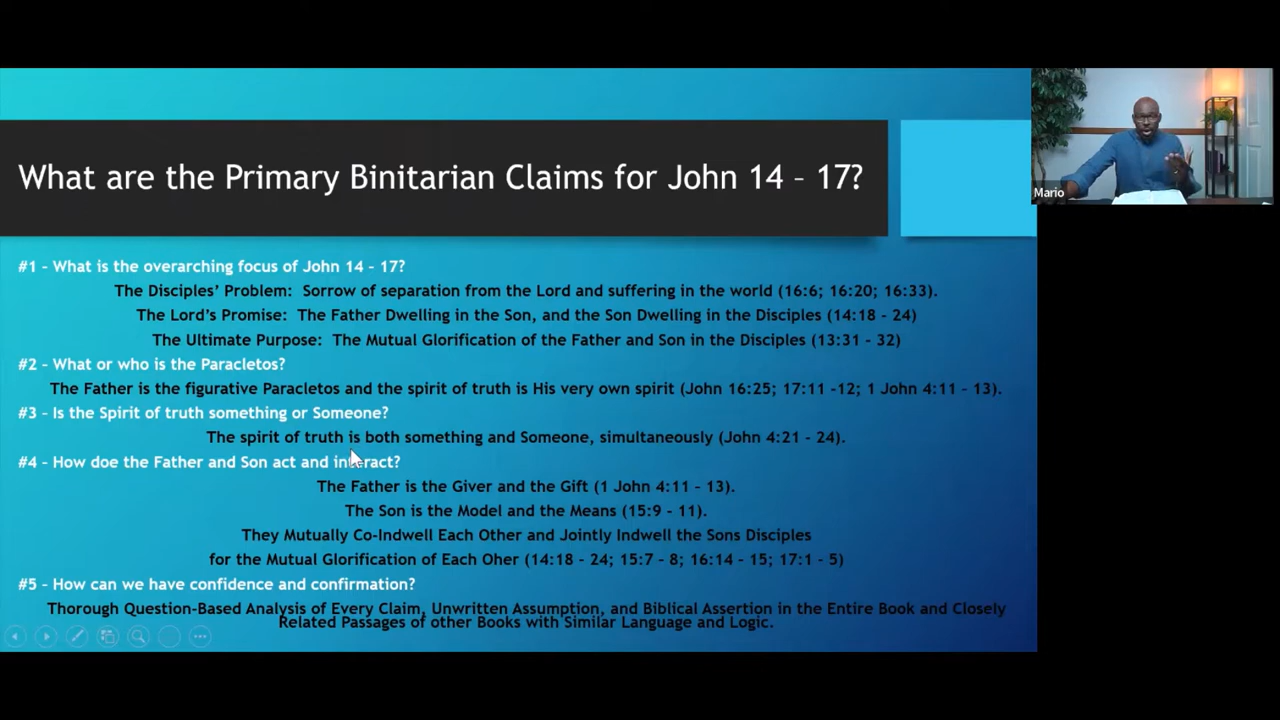 What are the Primary Binitarian Claims for John 14 – 17?
Mario
#1 – What is the overarching focus of John 14 – 17?
The Disciples' Problem: Sorrow of separation from the Lord and suffering in the world (16:6; 16:20; 16:33).
The Lord's Promise: The Father Dwelling in the Son, and the Son Dwelling in the Disciples (14:18 – 24)
The Ultimate Purpose: The Mutual Glorification of the Father and Son in the Disciples (13:31 – 32)
#2 – What or who is the Paracletos?
The Father is the figurative Paracletos and the spirit of truth is His very own spirit (John 16:25; 17:11 -12; 1 John 4:11 – 13).
#3 – Is the Spirit of truth something or Someone?
The spirit of truth is both something and Someone, simultaneously (John 4:21 – 24).
#4 – How doe the Father and Son act and interact?
The Father is the Giver and the Gift (1 John 4:11 – 13).
The Son is the Model and the Means (15:9 – 11).
They Mutually Co-Indwell Each Other and Jointly Indwell the Sons Disciples
for the Mutual Glorification of Each Oher (14:18 – 24; 15:7 – 8; 16:14 – 15; 17:1 – 5)
#5 – How can we have confidence and confirmation?
Thorough Question-Based Analysis of Every Claim, Unwritten Assumption, and Biblical Assertion in the Entire Book and Closely
Related Passages of other Books with Similar Language and Logic.